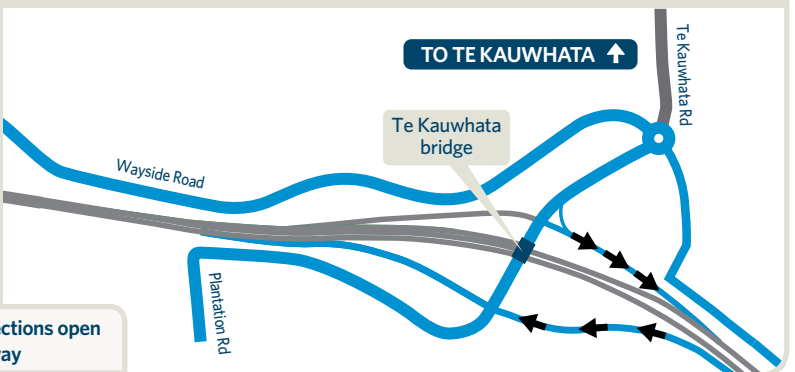 TO TE KAUWHATA
Te Kauwhata Rd
Te Kauwhata
bridge
Wayside Road
Plantation Rd
ections open
ay